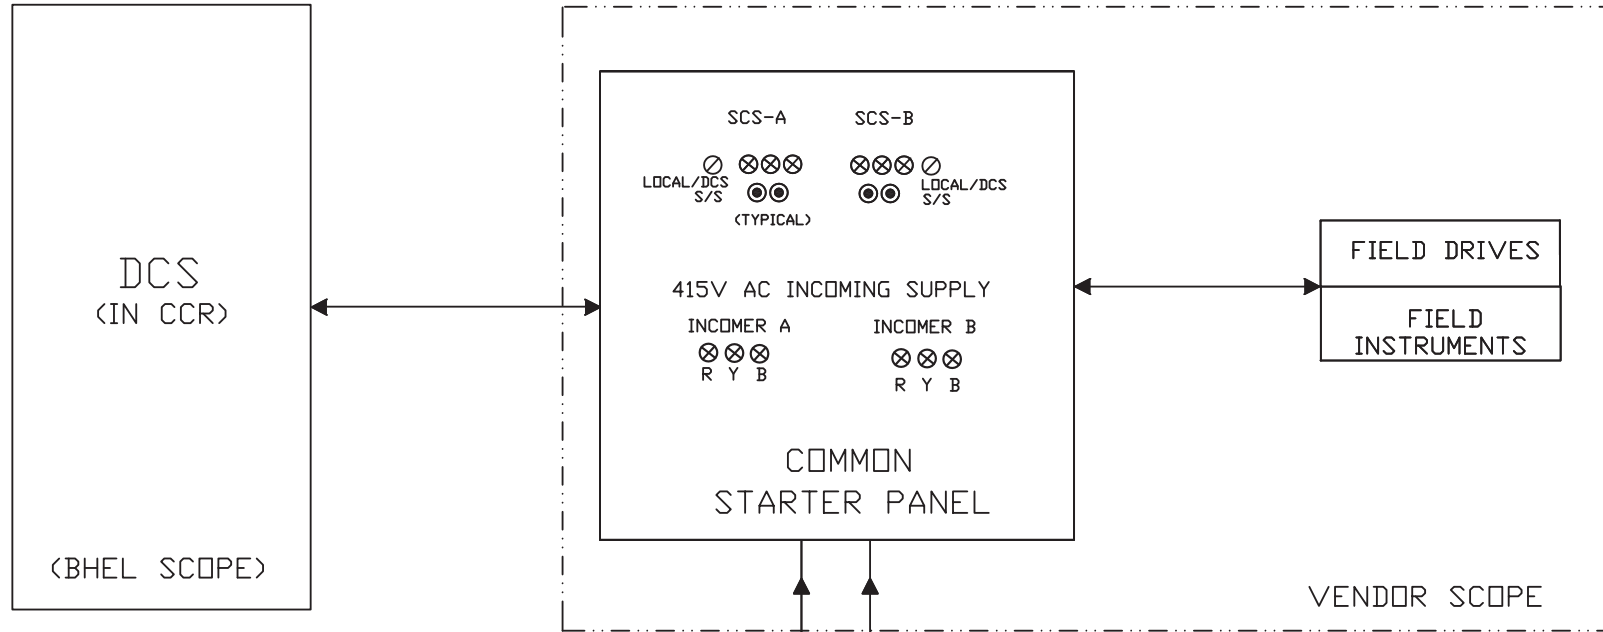 DCS
(IN CCR)
(BHEL SCOPE)
SCS-A SCS-B
LOCAL/DCS
S/S
(TYPICAL)
LOCAL/DCS
S/S
415V AC INCOMING SUPPLY
INCOMER A
R Y B
INCOMER B
R Y B
COMMON
STARTER PANEL
FIELD DRIVES
FIELD
INSTRUMENTS
VENDOR SCOPE